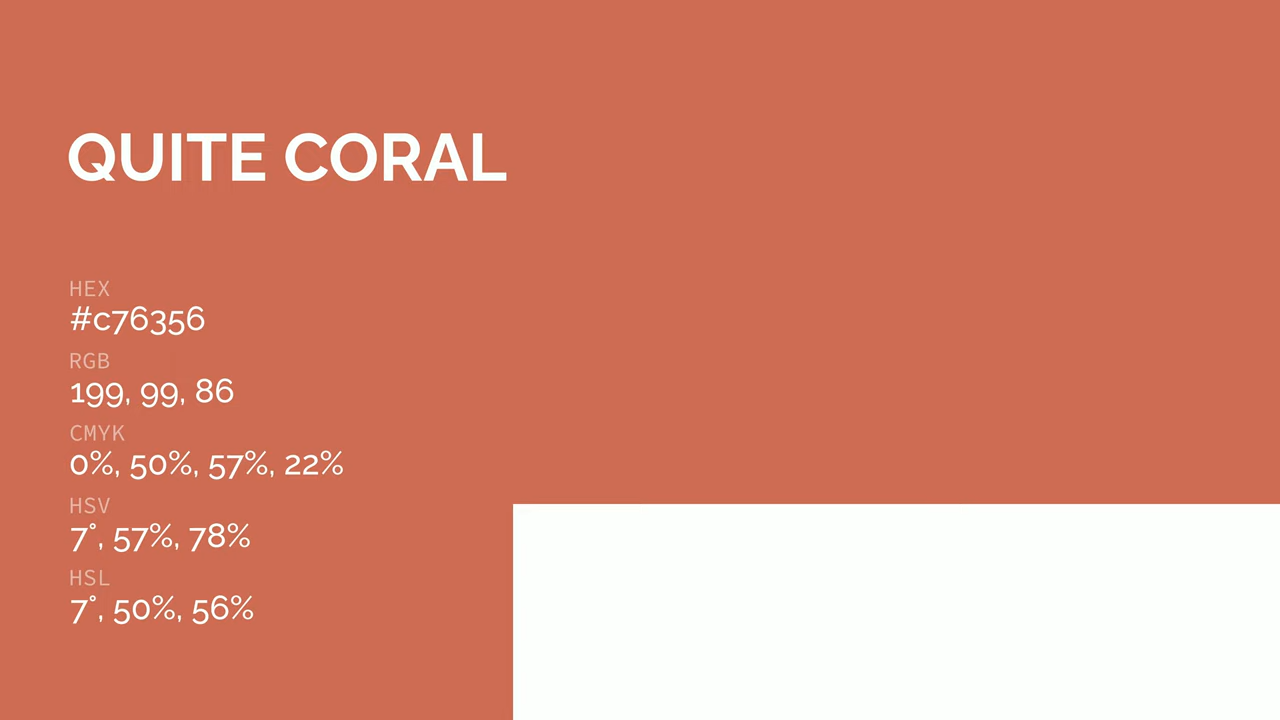 QUITE CORAL
HEX
#c76356
RGB
199, 99, 86
CMYK
0%, 50%, 57%, 22%
HSV
7°, 57%, 78%
HSL
7°, 50%, 56%